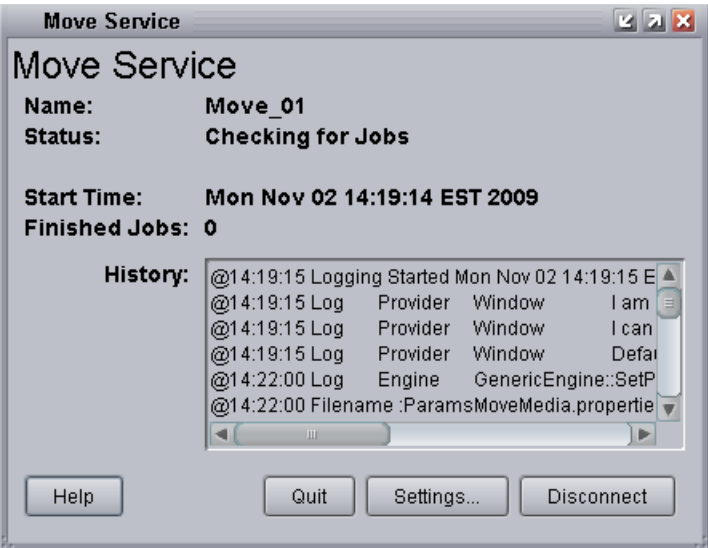 Move Service
Move Service
Name: Move_01
Status: Checking for Jobs
Start Time: Mon Nov 02 14:19:14 EST 2009
Finished Jobs: 0
History:
@14:19:15 Logging Started Mon Nov 02 14:19:15 E
@14:19:15 Log Provider Window I am
@14:19:15 Log Provider Window I can
@14:19:15 Log Provider Window Defau
@14:22:00 Log Engine GenericEngine::SetP
@14:22:00 Filename :ParamsMoveMedia.propertie
Help Quit Settings... Disconnect